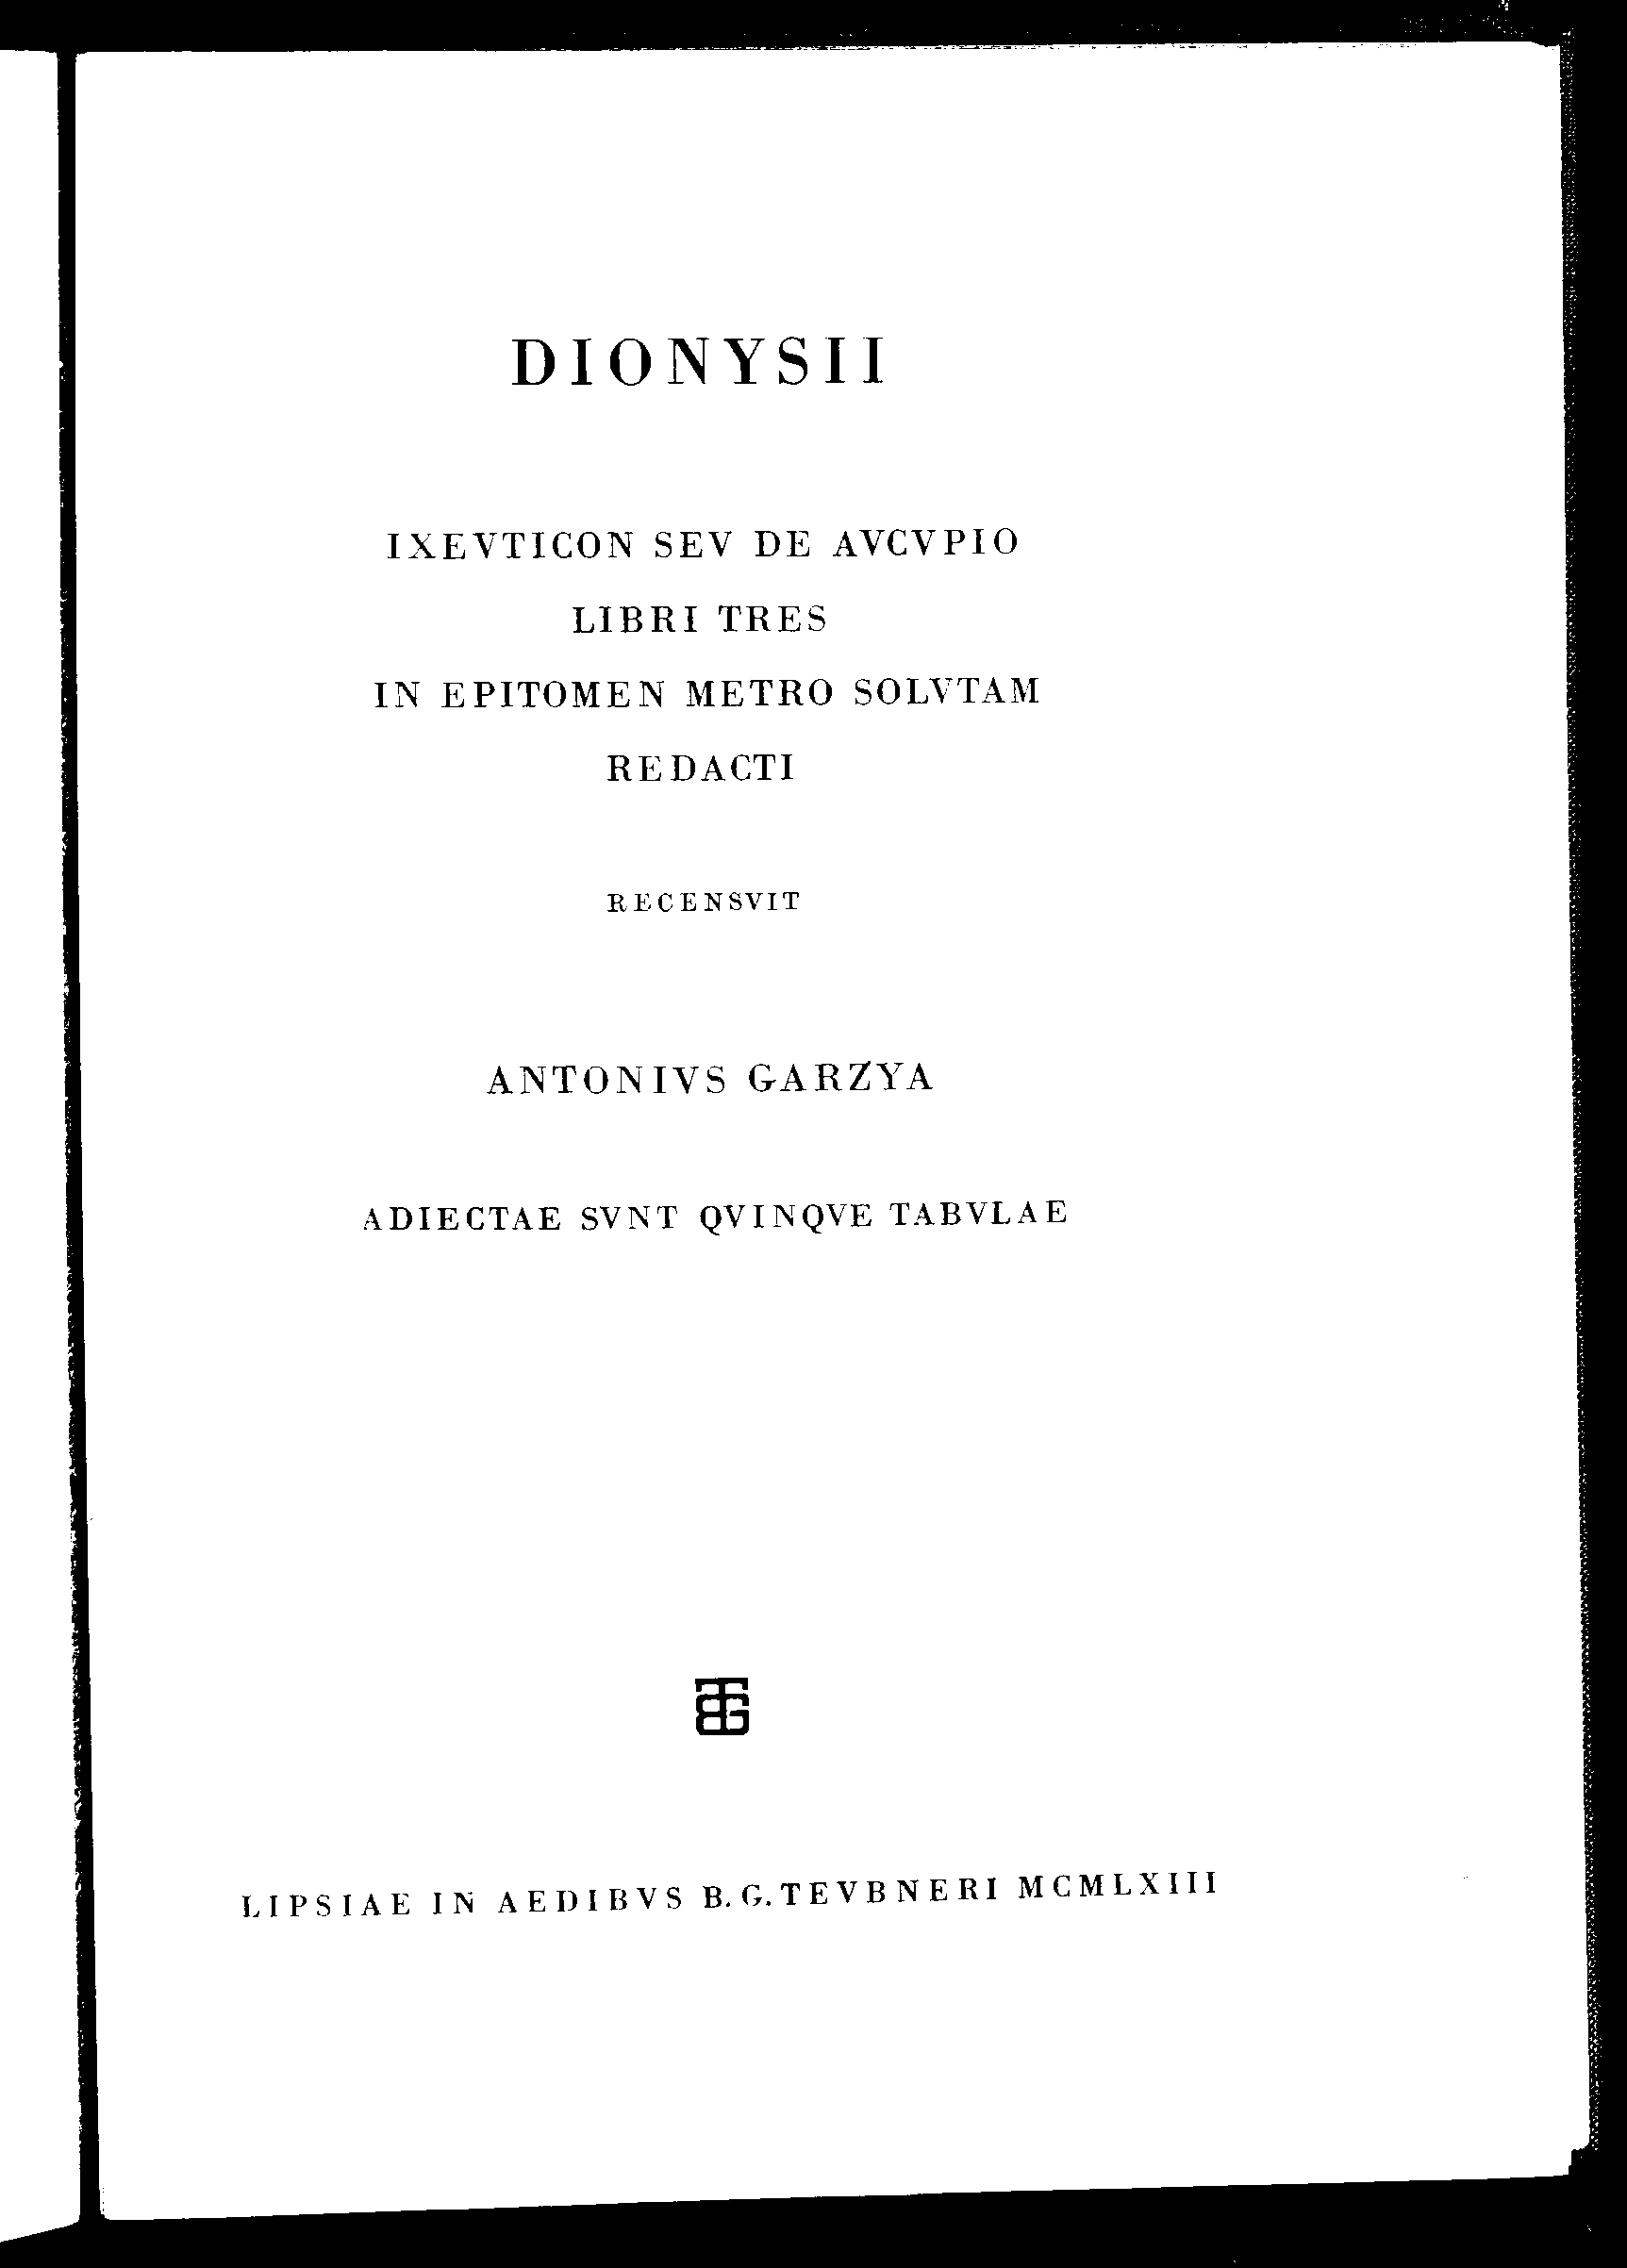 DIONYSII
IXEVTICON SEV DE AVCVPIO
LIBRI TRES
IN EPITOMEN METRO SOLVTAM
REDACTI
RECENSVIT
ANTONIVS GARZYA
ADIECTAE SVNT QVINQVE TABVLAE
LIPSIAE IN AEDIBVS B.G.TEVBNERI MCMLXIII